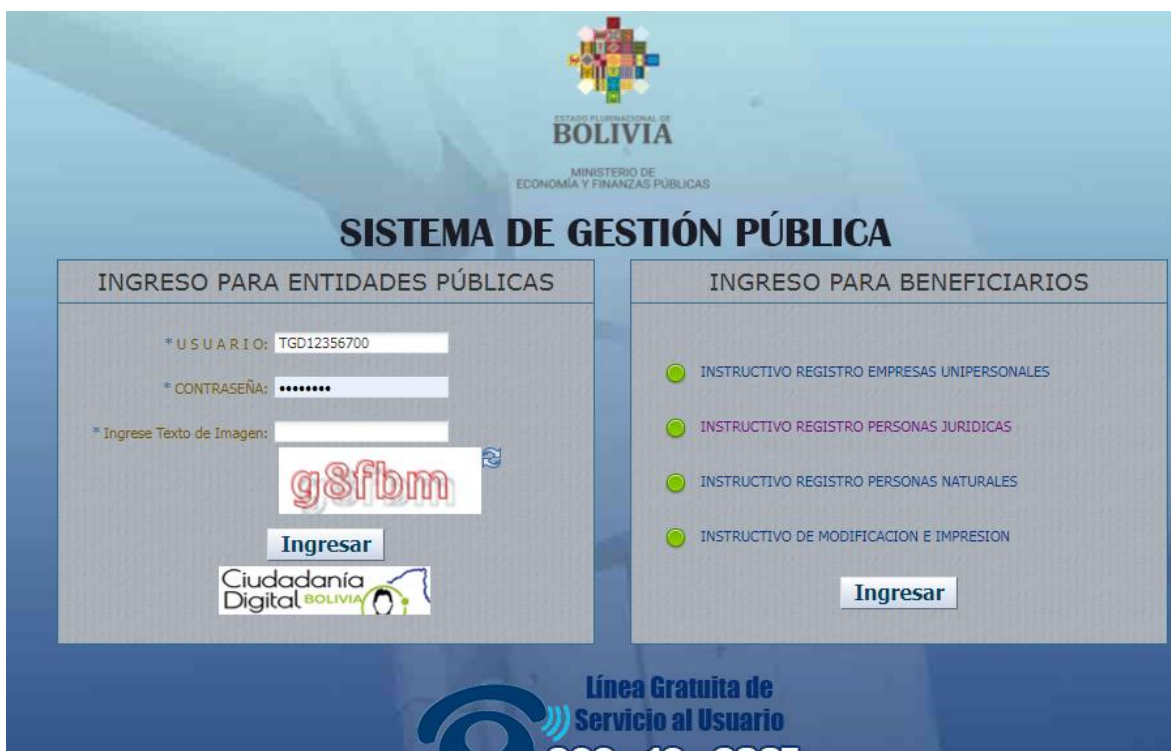 ESTADO PLURINACIONAL DE
BOLIVIA
MINISTERIO DE
ECONOMÍA Y FINANZAS PÚBLICAS
SISTEMA DE GESTIÓN PÚBLICA
INGRESO PARA ENTIDADES PÚBLICAS
* U S U A R I O: TGD12356700
* CONTRASEÑA: ••••••••
* Ingrese Texto de Imagen:
g8fbm
Ingresar
Ciudadanía
Digital BOLIVIA
INGRESO PARA BENEFICIARIOS
INSTRUCTIVO REGISTRO EMPRESAS UNIPERSONALES
INSTRUCTIVO REGISTRO PERSONAS JURIDICAS
INSTRUCTIVO REGISTRO PERSONAS NATURALES
INSTRUCTIVO DE MODIFICACION E IMPRESION
Ingresar
Línea Gratuita de
Servicio al Usuario